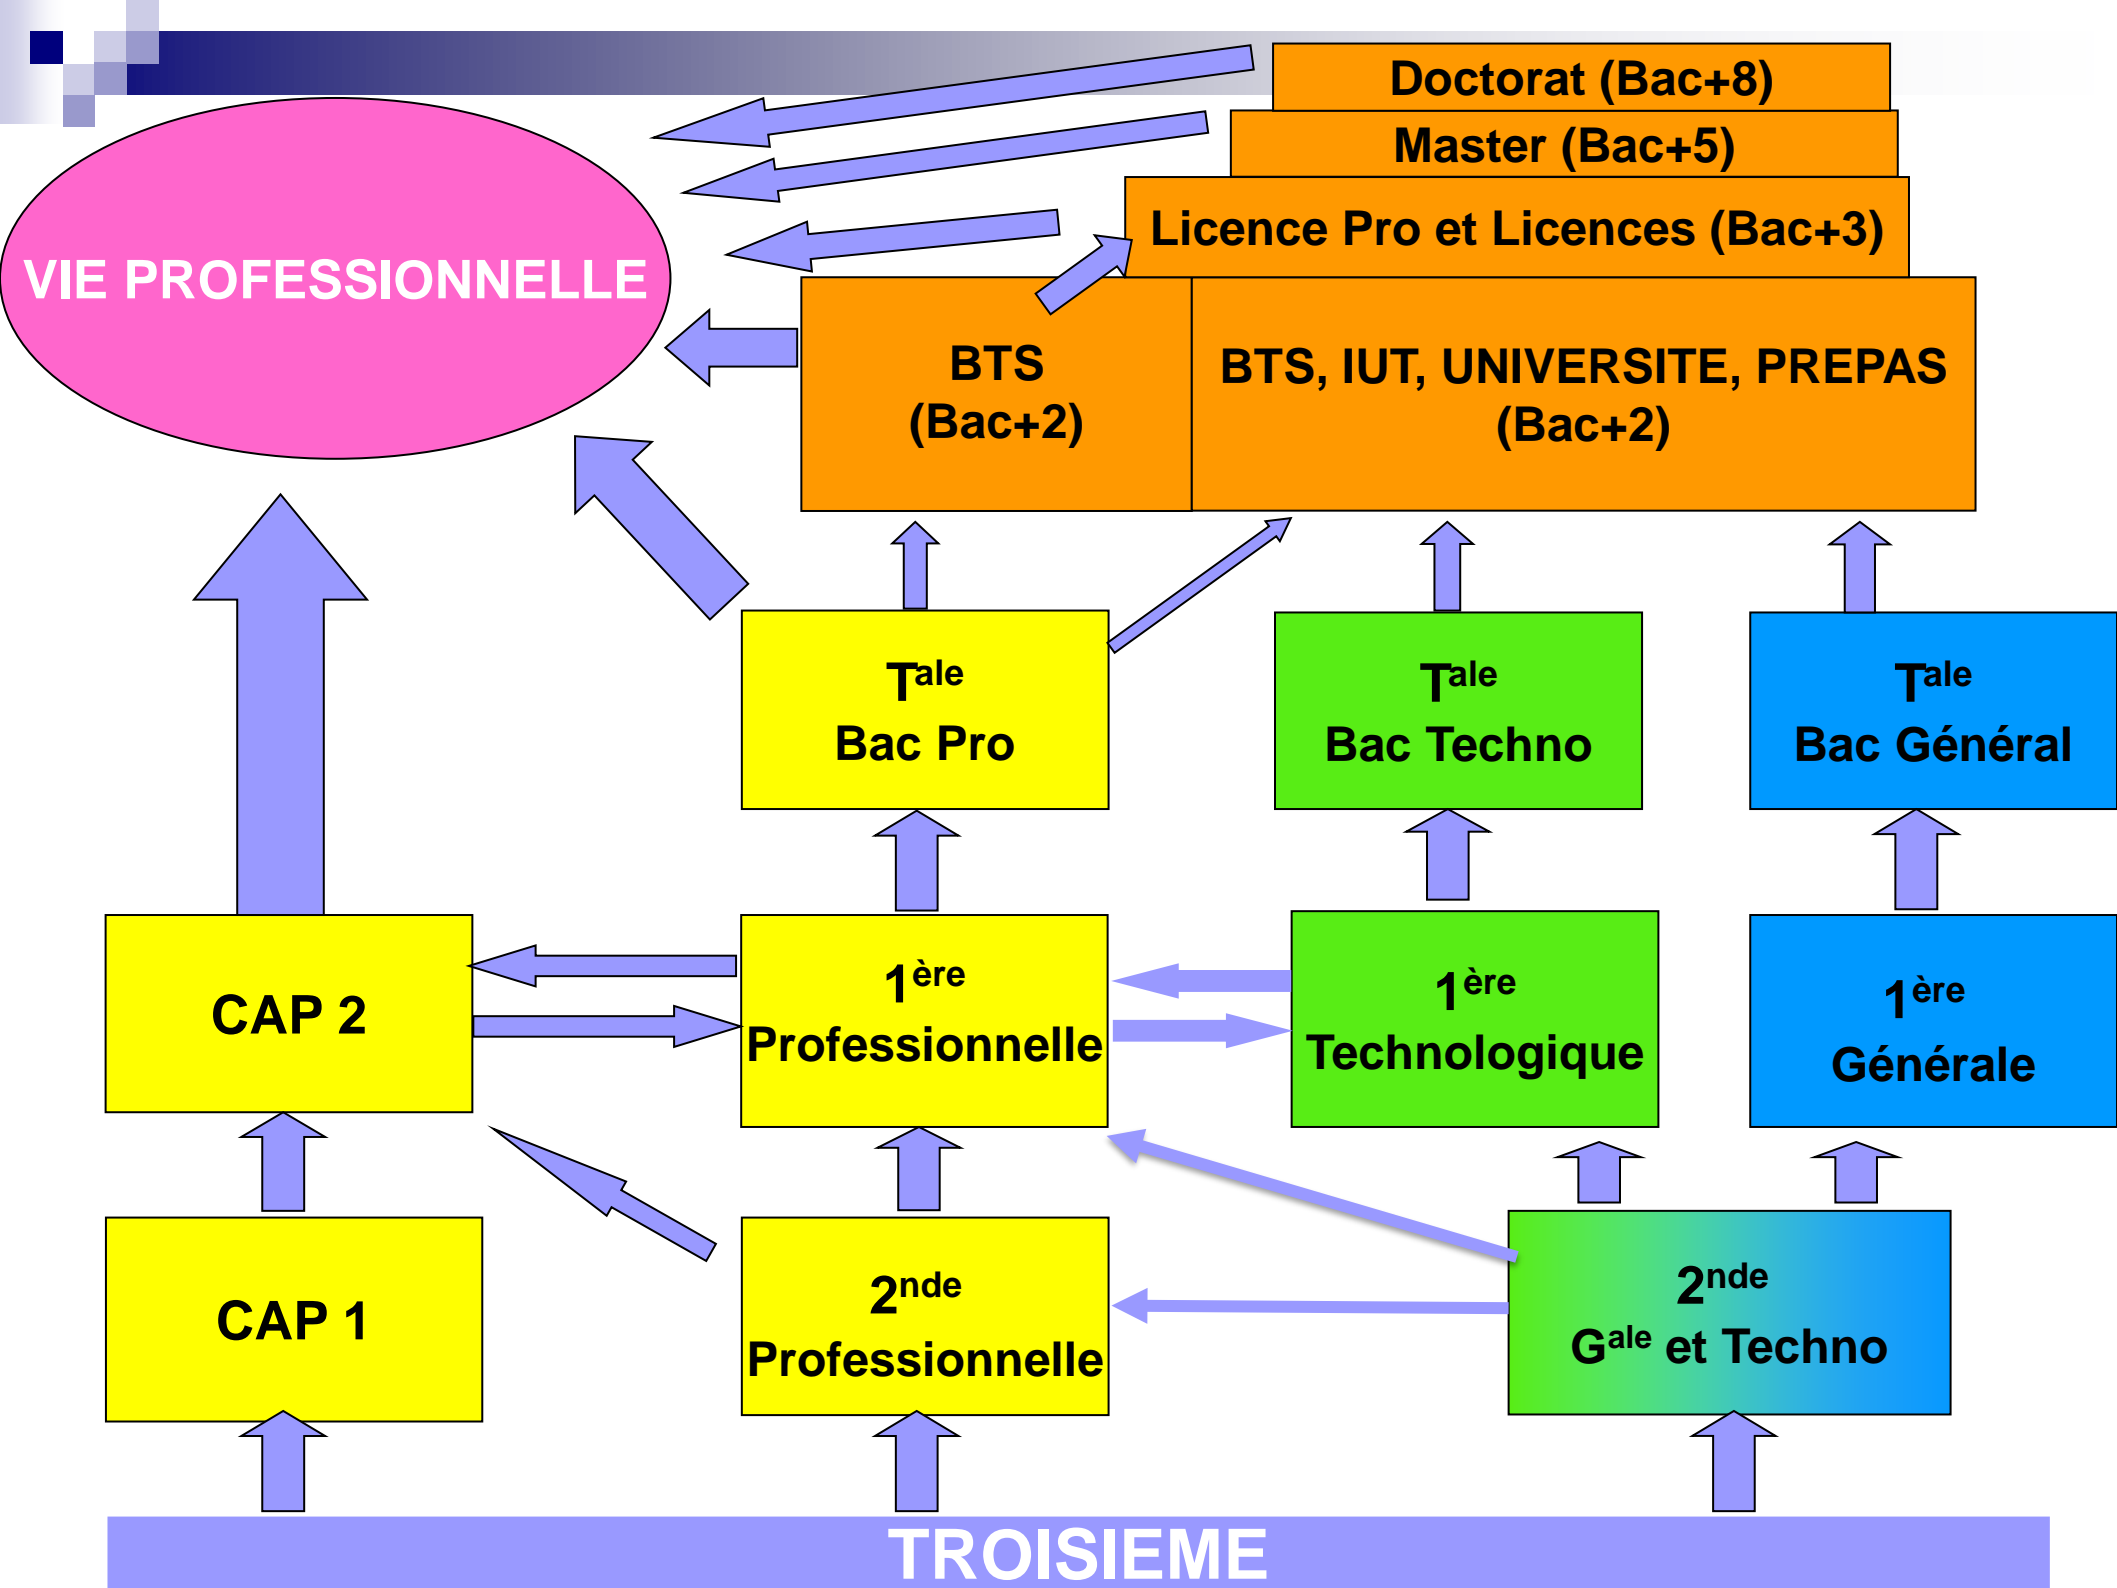 Doctorat (Bac+8)
Master (Bac+5)
Licence Pro et Licences (Bac+3)
VIE PROFESSIONNELLE
BTS
(Bac+2)
BTS, IUT, UNIVERSITE, PREPAS
(Bac+2)
Tale
Bac Pro
Tale
Bac Techno
Tale
Bac Général
CAP 2
1ère
Professionnelle
1ère
Technologique
1ère
Générale
CAP 1
2nde
Professionnelle
2nde
Gale et Techno
TROISIEME